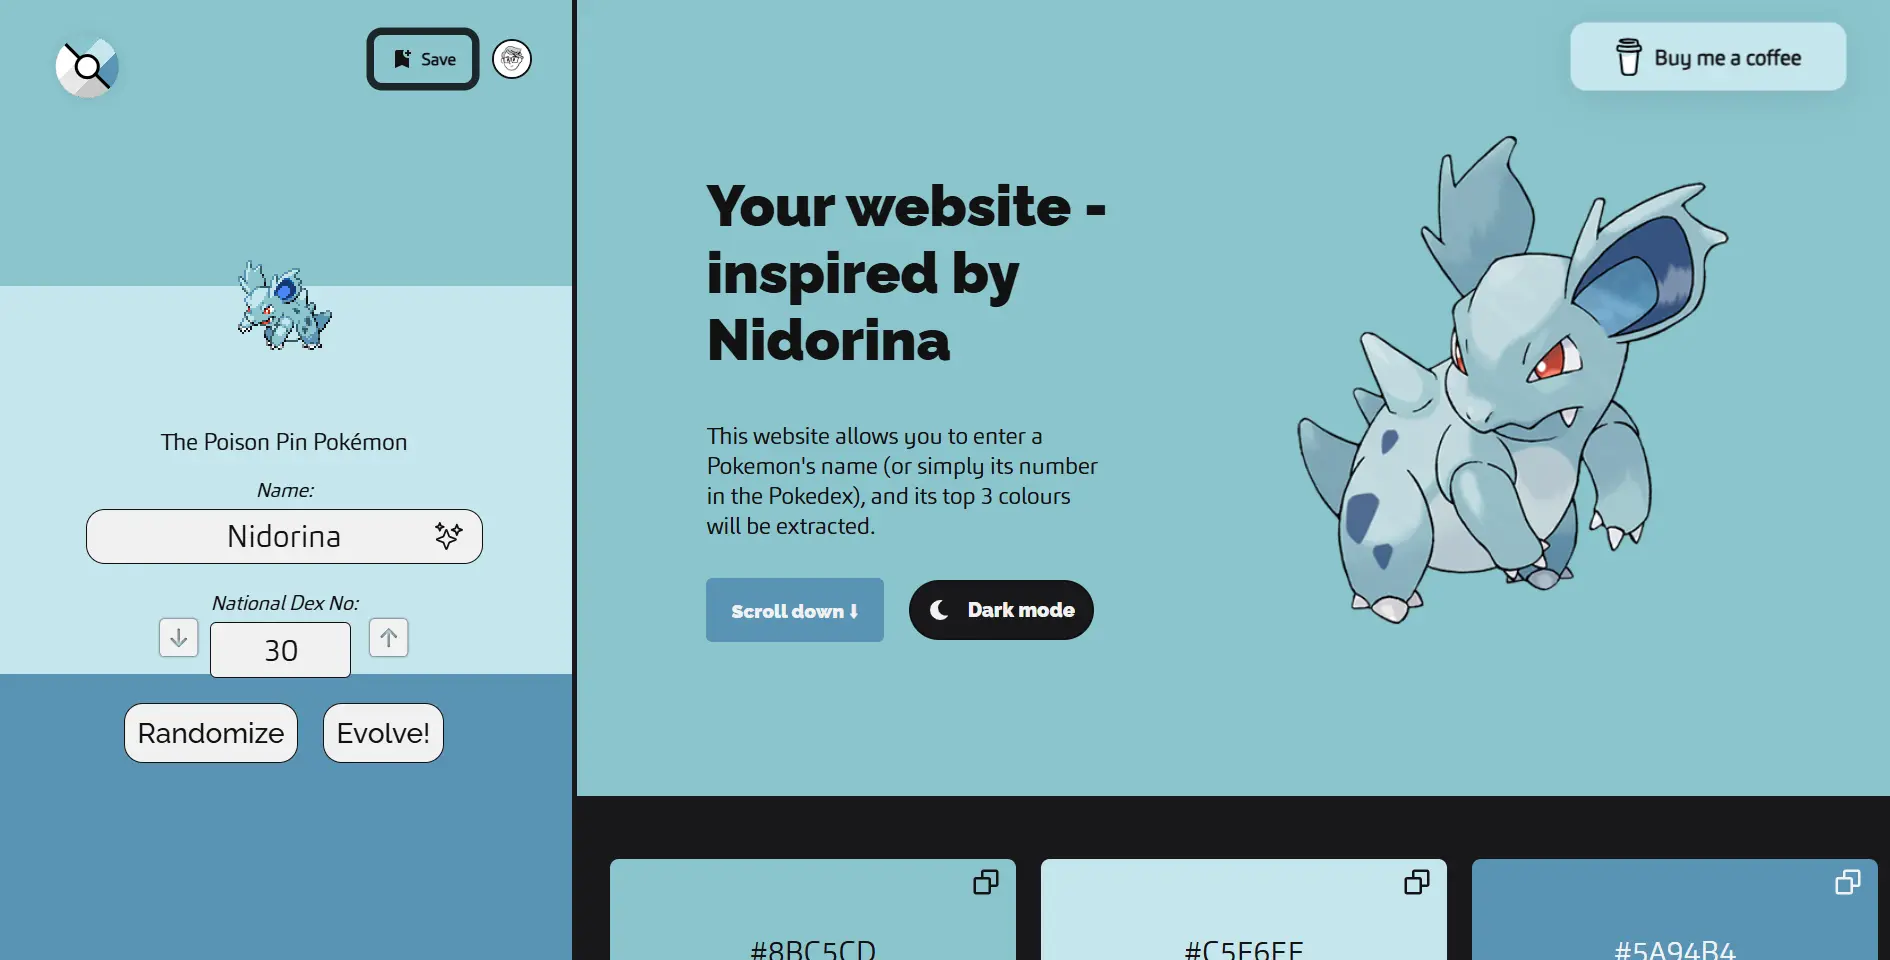 Save
The Poison Pin Pokémon
Name:
Nidorina
National Dex No:
30
Randomize
Evolve!
Buy me a coffee
Your website -
inspired by
Nidorina
This website allows you to enter a
Pokemon's name (or simply its number
in the Pokedex), and its top 3 colours
will be extracted.
Scroll down
Dark mode
#8BC5CD
#C5E6EE
#5A94B4